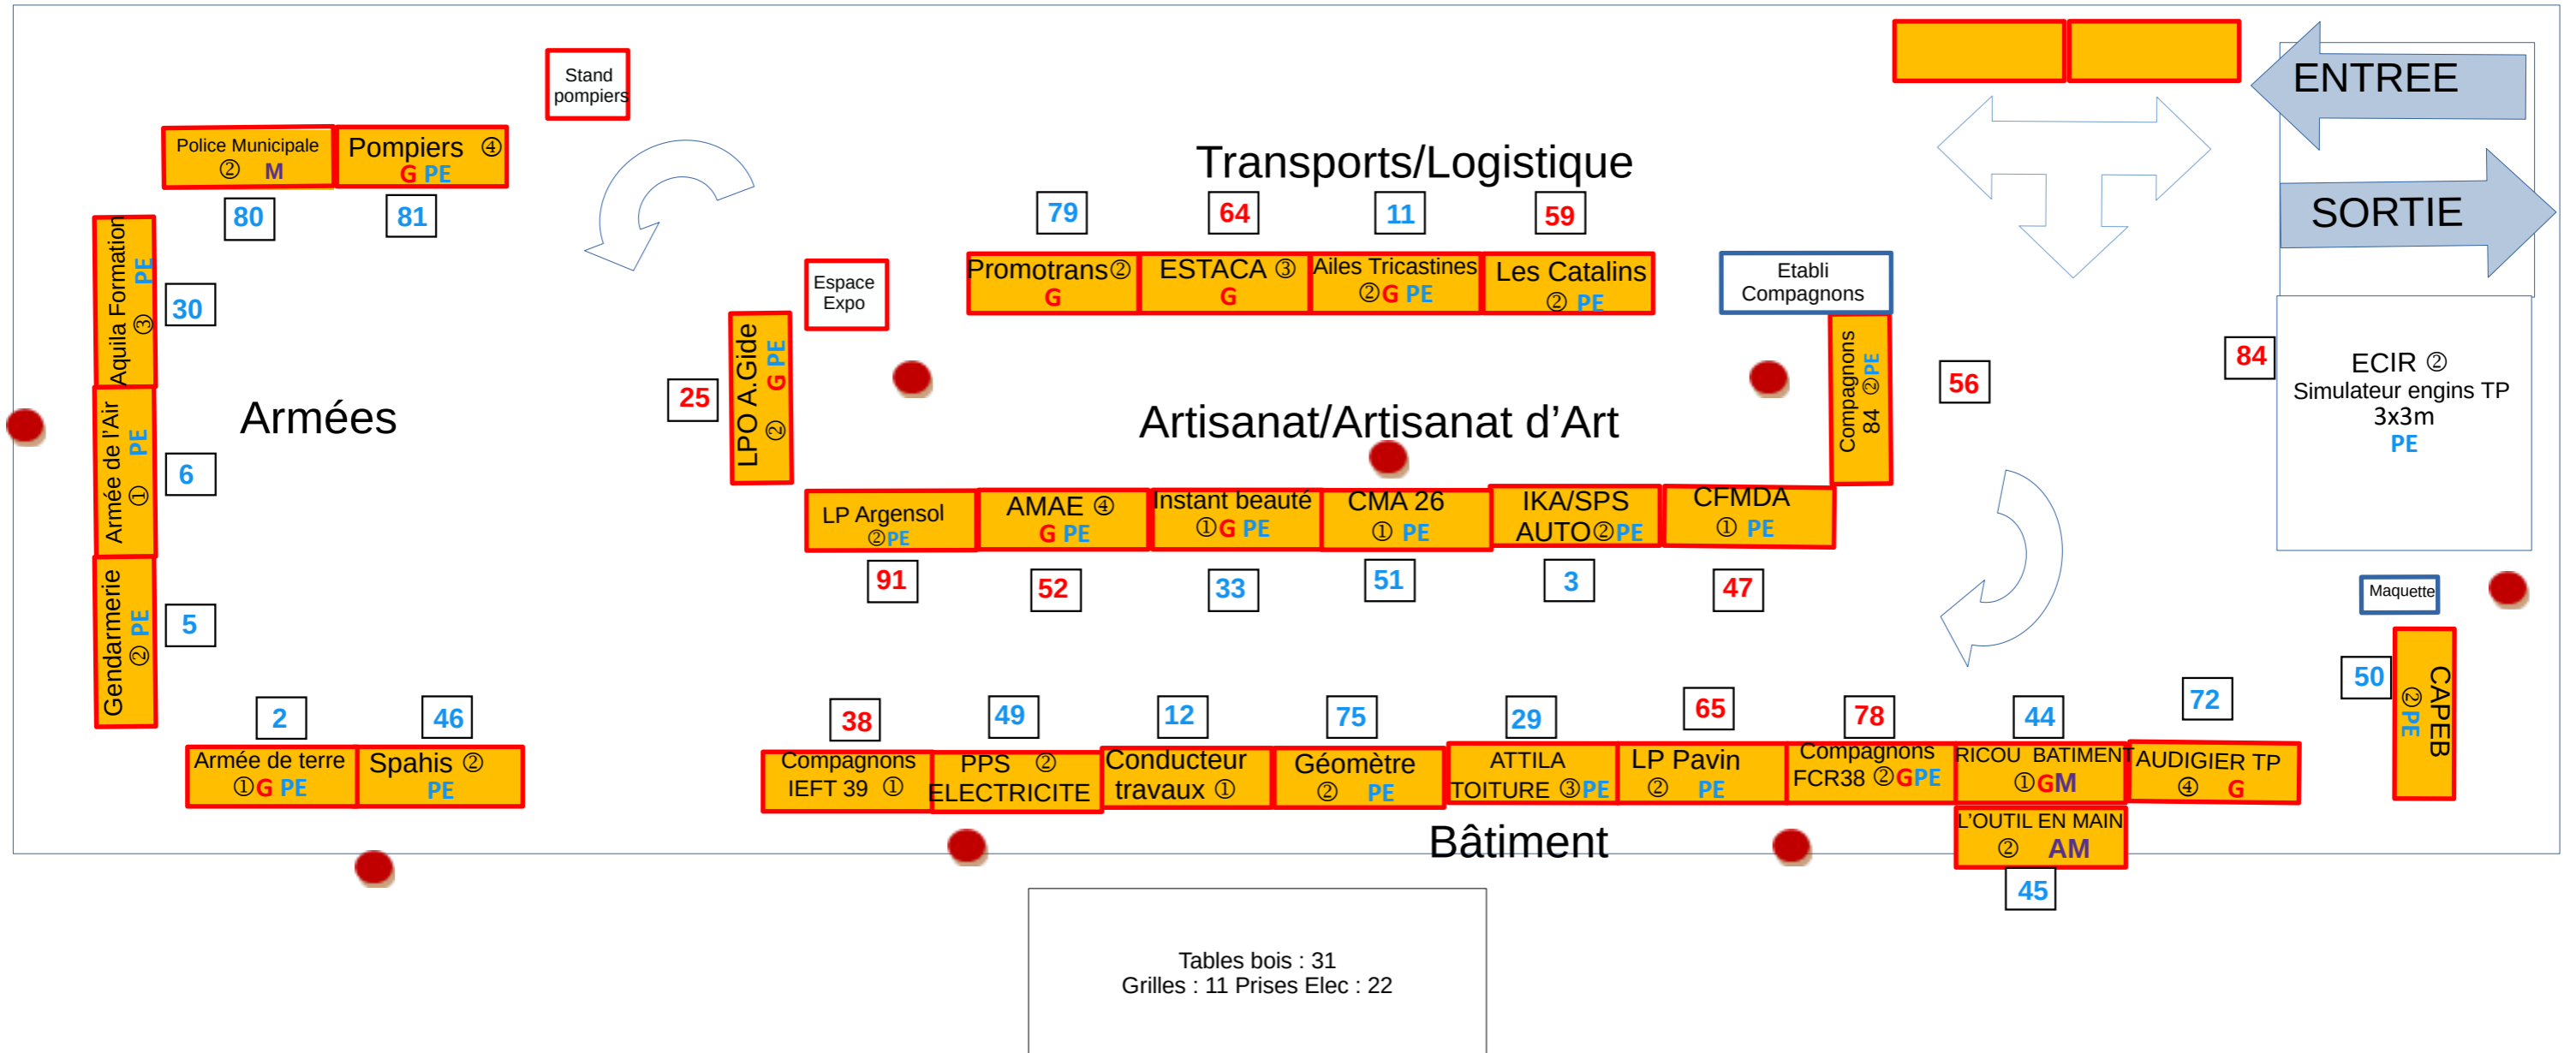 ENTREE
SORTIE
Stand
pompiers
Police Municipale
② M
Pompiers ④
G PE
80
81
Transports/Logistique
79
64
11
59
Promotrans②
G
ESTACA ③
G
Ailes Tricastines
②G PE
Les Catalins
② PE
Espace
Expo
Etabli
Compagnons
Aquila Formation PE
③
30
Armée de l'Air PE
①
6
Gendarmerie
② PE
5
Armées
25
LPO A.Gide G PE
②
Artisanat/Artisanat d'Art
Compagnons
84 ②PE
56
84
ECIR ②
Simulateur engins TP
3x3m
PE
LP Argensol
②PE
AMAE ④
G PE
Instant beauté
①G PE
CMA 26
① PE
IKA/SPS
AUTO②PE
CFMDA
① PE
91
52
33
51
3
47
Maquette
50
CAPEB
②PE
2
46
Armée de terre
①G PE
Spahis ②
PE
38
49
12
75
29
65
78
44
72
Compagnons
IEFT 39 ①
PPS ②
ELECTRICITE
Conducteur
travaux ①
Géomètre
② PE
ATTILA
TOITURE ③PE
LP Pavin
② PE
Compagnons
FCR38 ②GPE
RICOU BATIMENT
①GM
AUDIGIER TP
④ G
L'OUTIL EN MAIN
② AM
45
Bâtiment
Tables bois : 31
Grilles : 11 Prises Elec : 22